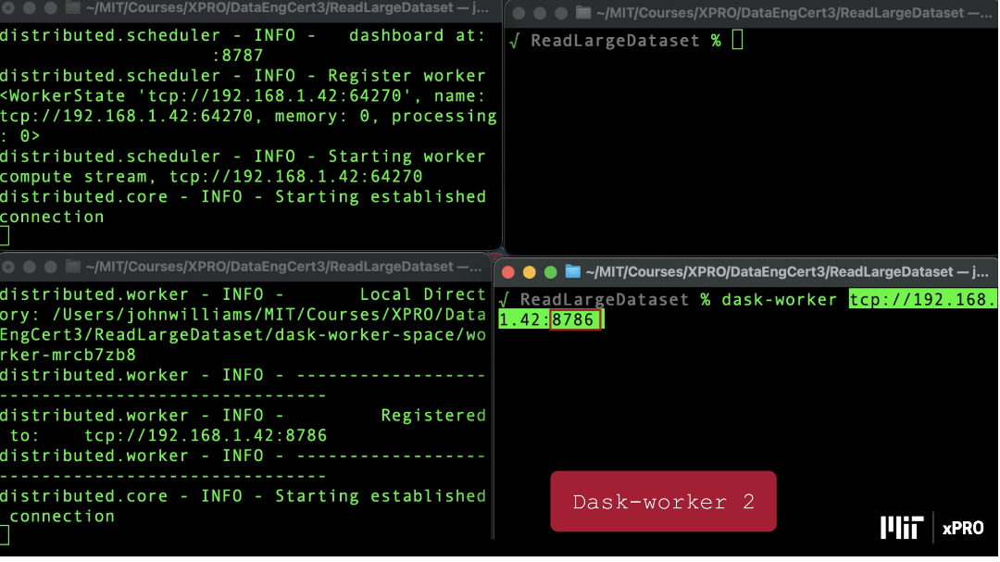 ~/MIT/Courses/XPRO/DataEngCert3/ReadLargeDataset — j...
distributed.scheduler - INFO -   dashboard at:
:8787
distributed.scheduler - INFO - Register worker
<WorkerState 'tcp://192.168.1.42:64270', name:
tcp://192.168.1.42:64270, memory: 0, processing
: 0>
distributed.scheduler - INFO - Starting worker
compute stream, tcp://192.168.1.42:64270
distributed.core - INFO - Starting established
connection
~/MIT/Courses/XPRO/DataEngCert3/ReadLargeDataset —...
√ ReadLargeDataset %
~/MIT/Courses/XPRO/DataEngCert3/ReadLargeDataset —...
distributed.worker - INFO -       Local Direct
ory: /Users/johnwilliams/MIT/Courses/XPRO/Data
EngCert3/ReadLargeDataset/dask-worker-space/wo
rker-mrcb7zb8
distributed.worker - INFO - ------------------
-------------------------------
distributed.worker - INFO -         Registered
to:    tcp://192.168.1.42:8786
distributed.worker - INFO - ------------------
-------------------------------
distributed.core - INFO - Starting established
connection
~/MIT/Courses/XPRO/DataEngCert3/ReadLargeDataset — j...
√ ReadLargeDataset % dask-worker tcp://192.168.
1.42:8786
Dask-worker 2
MIT xPRO